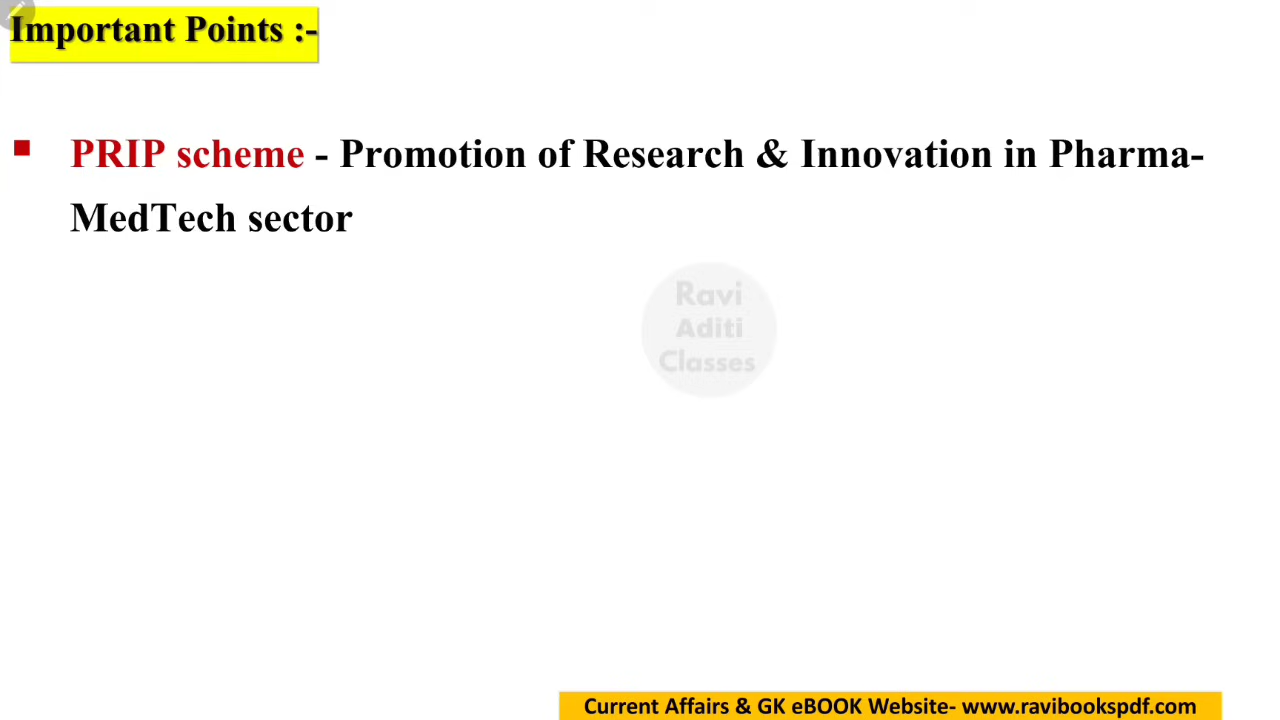 Important Points :-
PRIP scheme - Promotion of Research & Innovation in Pharma-
MedTech sector
Ravi
Aditi
Classes
Current Affairs & GK eBOOK Website- www.ravibookspdf.com